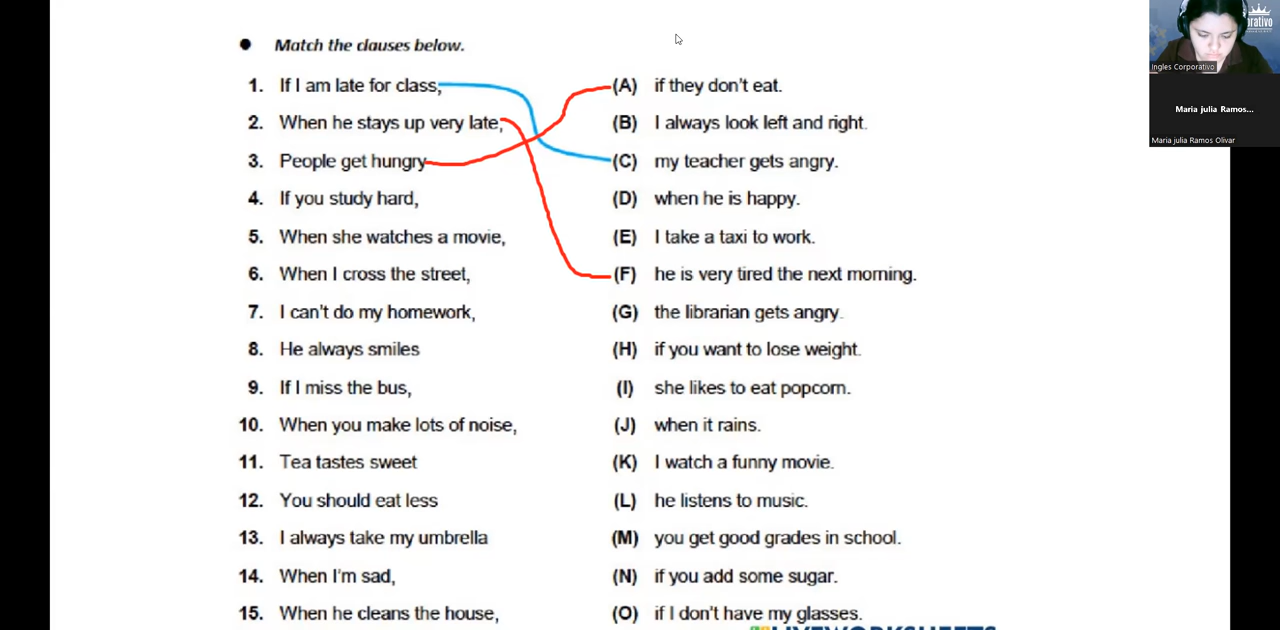 ● Match the clauses below.
1. If I am late for class, (A) if they don't eat.
2. When he stays up very late, (B) I always look left and right.
3. People get hungry (C) my teacher gets angry.
4. If you study hard, (D) when he is happy.
5. When she watches a movie, (E) I take a taxi to work.
6. When I cross the street, (F) he is very tired the next morning.
7. I can't do my homework, (G) the librarian gets angry.
8. He always smiles (H) if you want to lose weight.
9. If I miss the bus, (I) she likes to eat popcorn.
10. When you make lots of noise, (J) when it rains.
11. Tea tastes sweet (K) I watch a funny movie.
12. You should eat less (L) he listens to music.
13. I always take my umbrella (M) you get good grades in school.
14. When I'm sad, (N) if you add some sugar.
15. When he cleans the house, (O) if I don't have my glasses.
LIVEWORKSHEETS
Ingles Corporativo
Maria julia Ramos...
Maria julia Ramos Olivar